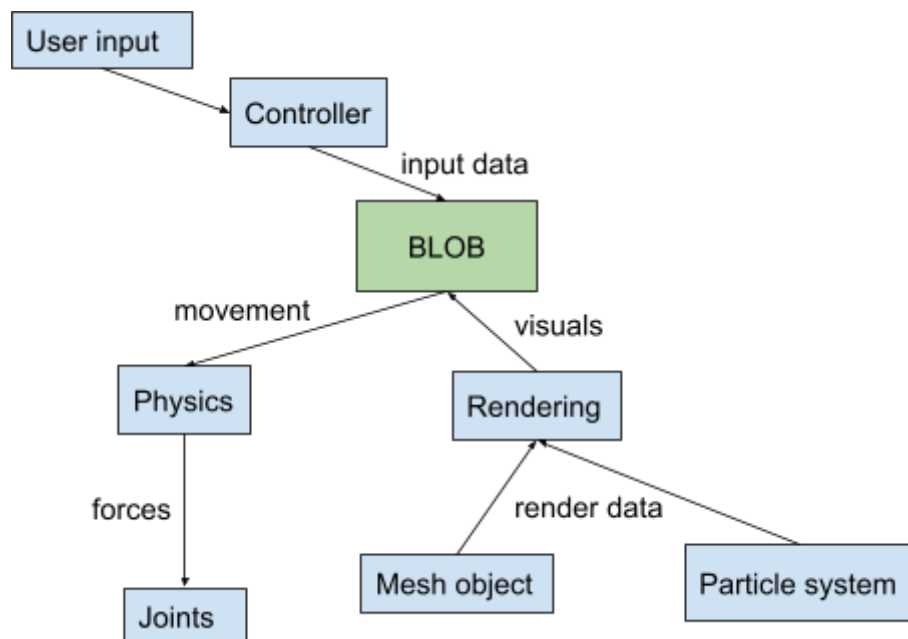 User input
Controller
input data
BLOB
movement
visuals
Physics
Rendering
forces
render data
Mesh object
Particle system
Joints